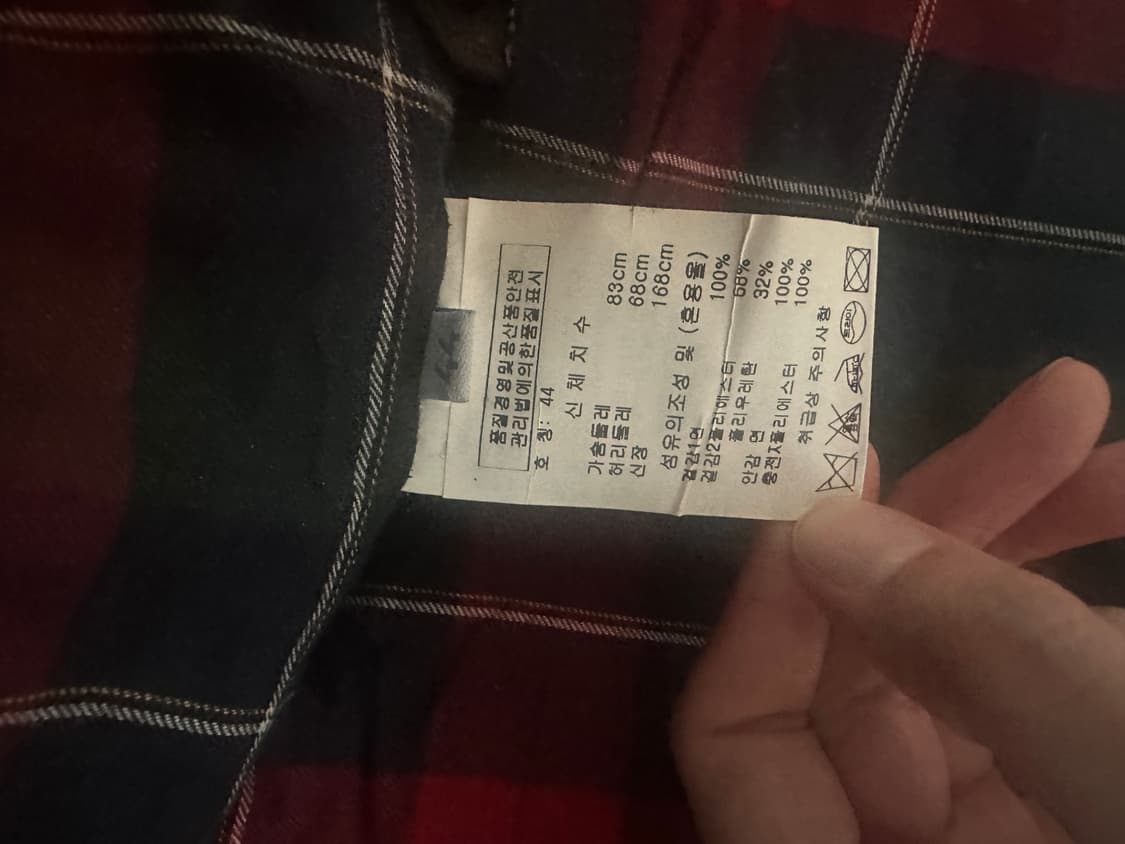 44
품질경영및공산품안전
관리법에의한품질표시
호 칭: 44
신 체 치 수
가슴둘레 83cm
허리둘레 68cm
신장 168cm
섬유의조성 및 (혼용율)
겉감1면 100%
겉감2폴리에스터 68%
폴리우레탄 32%
안감 면 100%
충전재폴리에스터 100%
취급상 주의사항
드라이